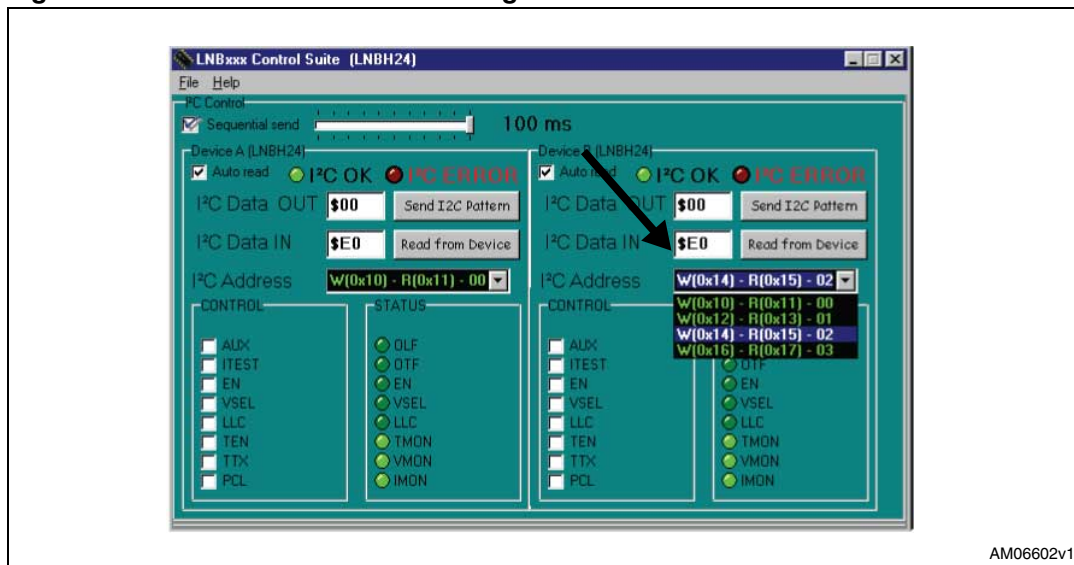 LNBxxx Control Suite (LNBH24)
File Help
I²C Control
Sequential send 100 ms
Device A (LNBH24)
Auto read I²C OK I²C ERROR
I²C Data OUT $00 Send I2C Pattern
I²C Data IN $E0 Read from Device
I²C Address W(0x10) - R(0x11) - 00
CONTROL STATUS
AUX OLF
ITEST OTF
EN EN
VSEL VSEL
LLC LLC
TEN TMON
TTX VMON
PCL IMON
Device B (LNBH24)
Auto read I²C OK I²C ERROR
I²C Data OUT $00 Send I2C Pattern
I²C Data IN $E0 Read from Device
I²C Address W(0x14) - R(0x15) - 02
W(0x10) - R(0x11) - 00
W(0x12) - R(0x13) - 01
W(0x14) - R(0x15) - 02
W(0x16) - R(0x17) - 03
CONTROL
AUX
ITEST OTF
EN EN
VSEL VSEL
LLC LLC
TEN TMON
TTX VMON
PCL IMON
AM06602v1